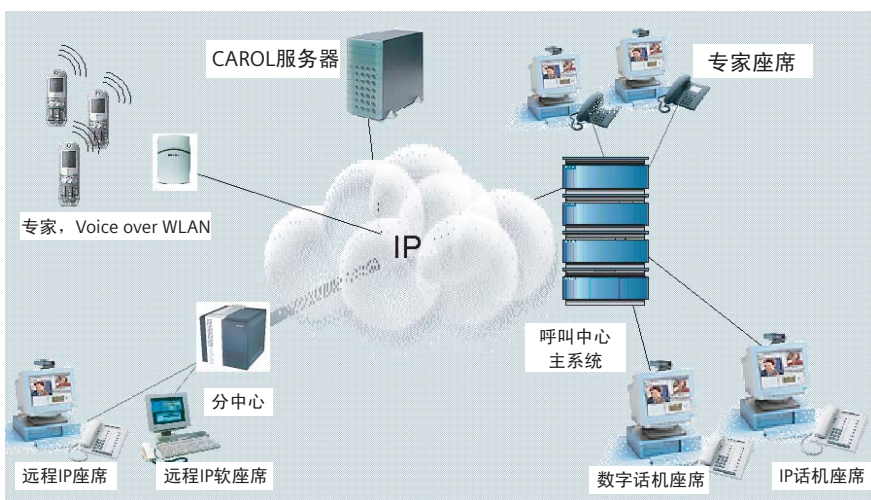 CAROL服务器
专家座席
专家，Voice over WLAN
IP
呼叫中心
主系统
分中心
远程IP座席
远程IP软座席
数字话机座席
IP话机座席